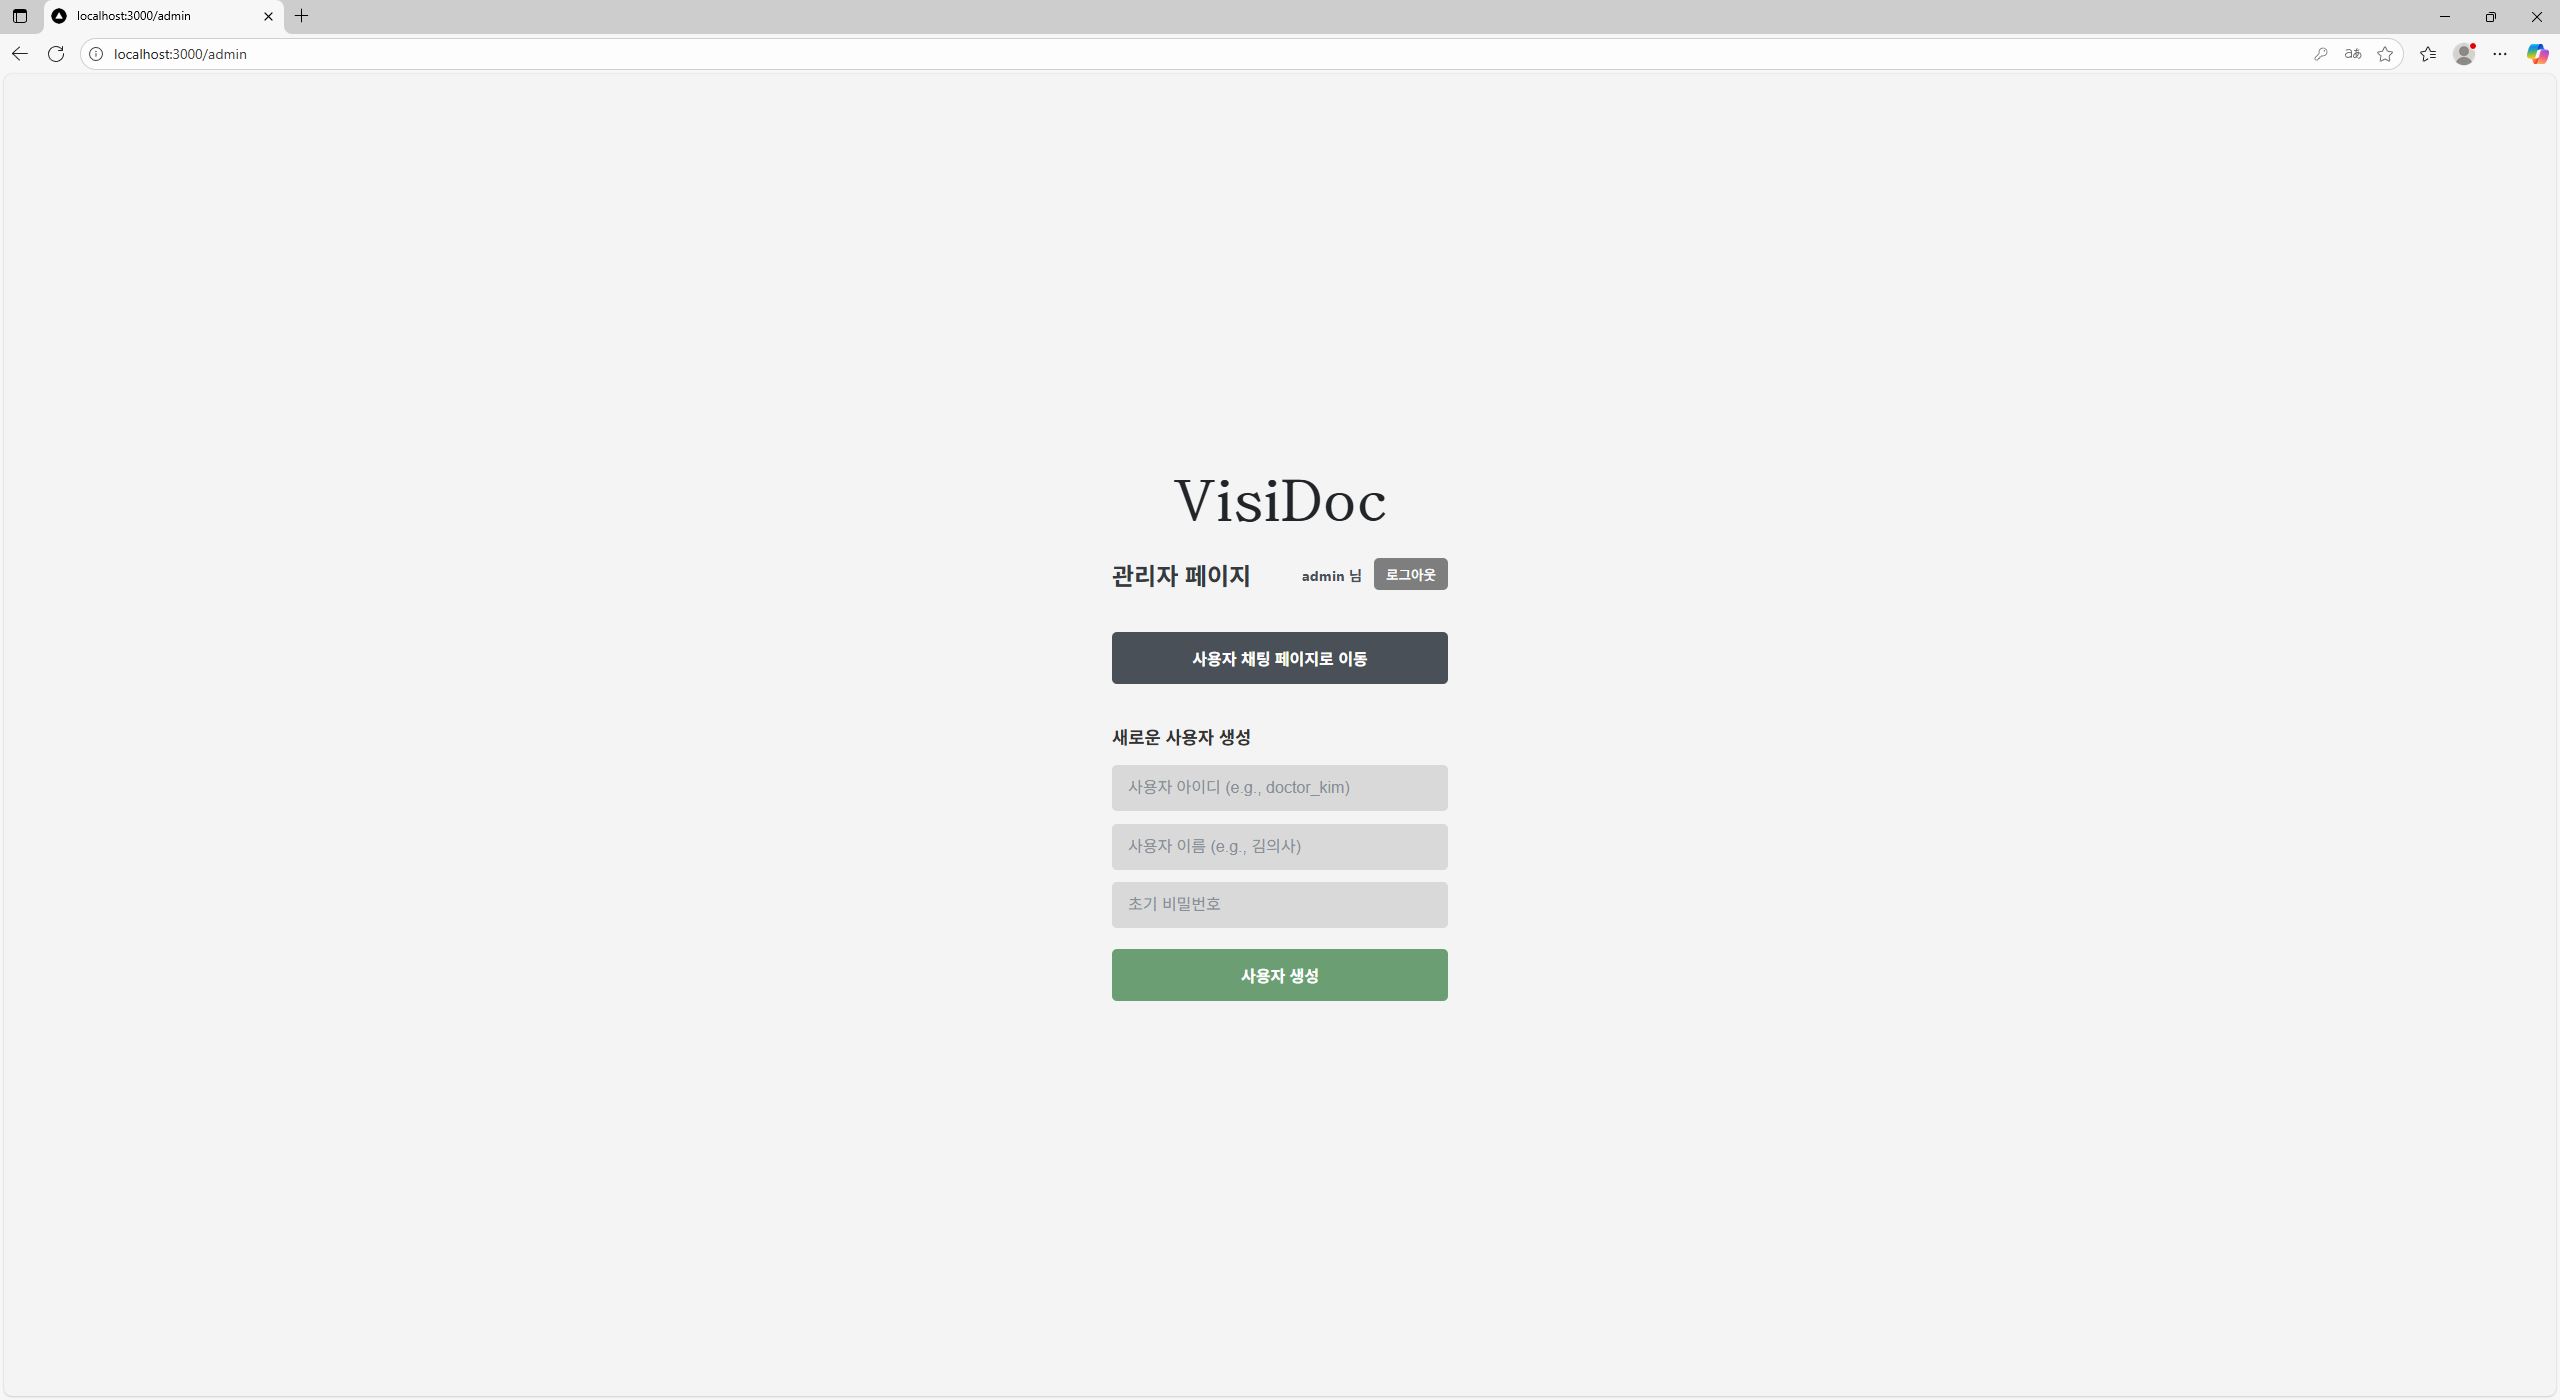 localhost:3000/admin
localhost:3000/admin
VisiDoc
관리자 페이지 admin 님 로그아웃
사용자 채팅 페이지로 이동
새로운 사용자 생성
사용자 아이디 (e.g., doctor_kim)
사용자 이름 (e.g., 김의사)
초기 비밀번호
사용자 생성